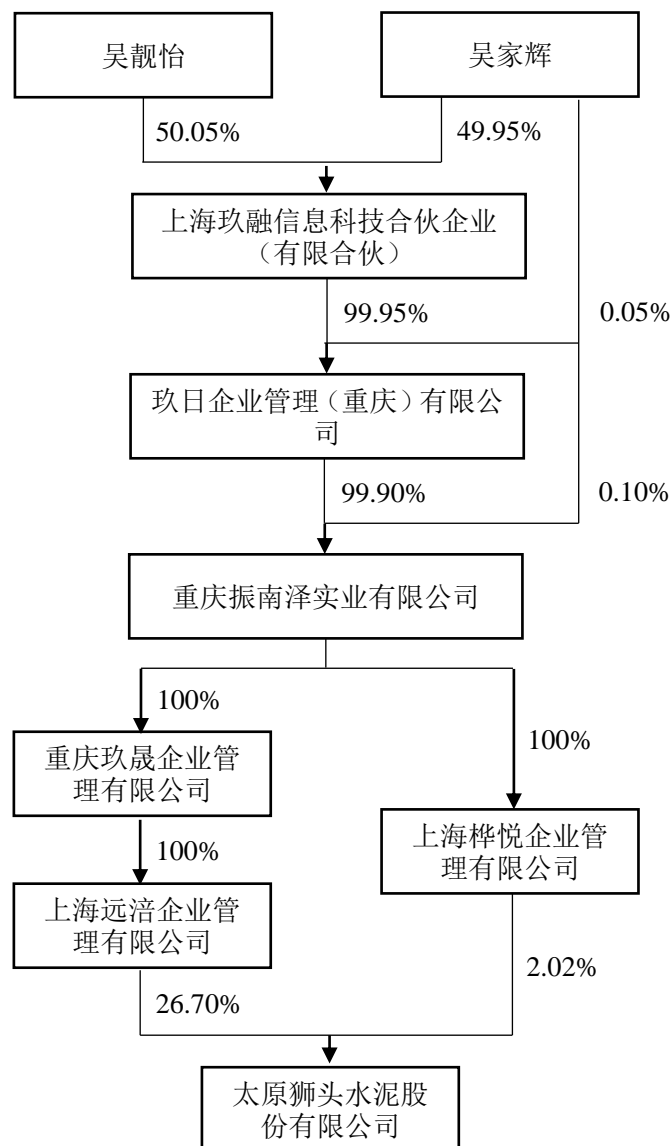 吴靓怡
吴家辉
50.05%
49.95%
上海玖融信息科技合伙企业
（有限合伙）
99.95%
0.05%
玖日企业管理（重庆）有限公
司
99.90%
0.10%
重庆振南泽实业有限公司
100%
100%
重庆玖晟企业管
理有限公司
上海桦悦企业管
理有限公司
100%
上海远涪企业管
理有限公司
26.70%
2.02%
太原狮头水泥股
份有限公司